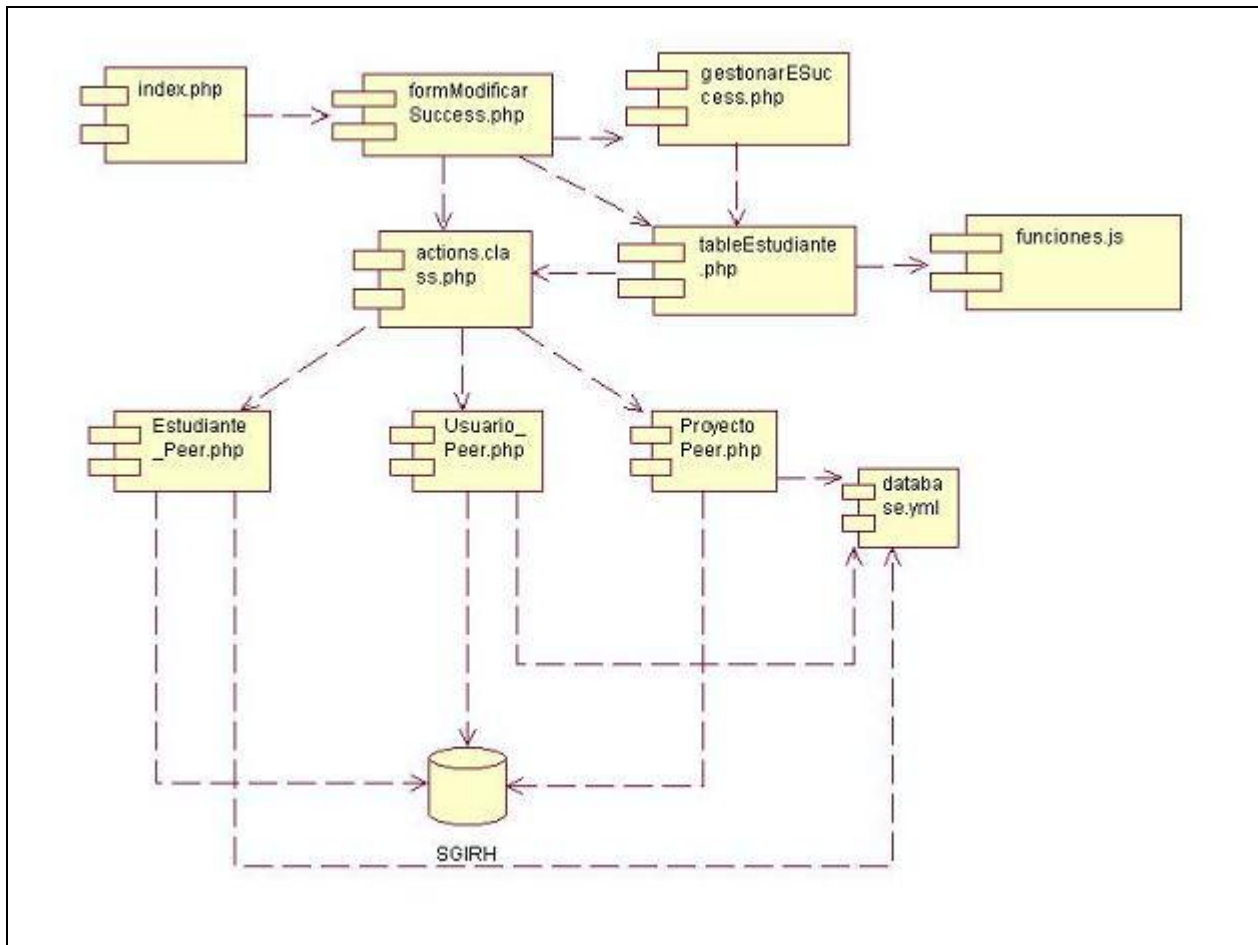 index.php
formModificar
Success.php
gestionarESuc
cess.php
actions.cla
ss.php
tableEstudiante
.php
funciones.js
Estudiante
_Peer.php
Usuario_
Peer.php
Proyecto
Peer.php
databa
se.yml
SGIRH